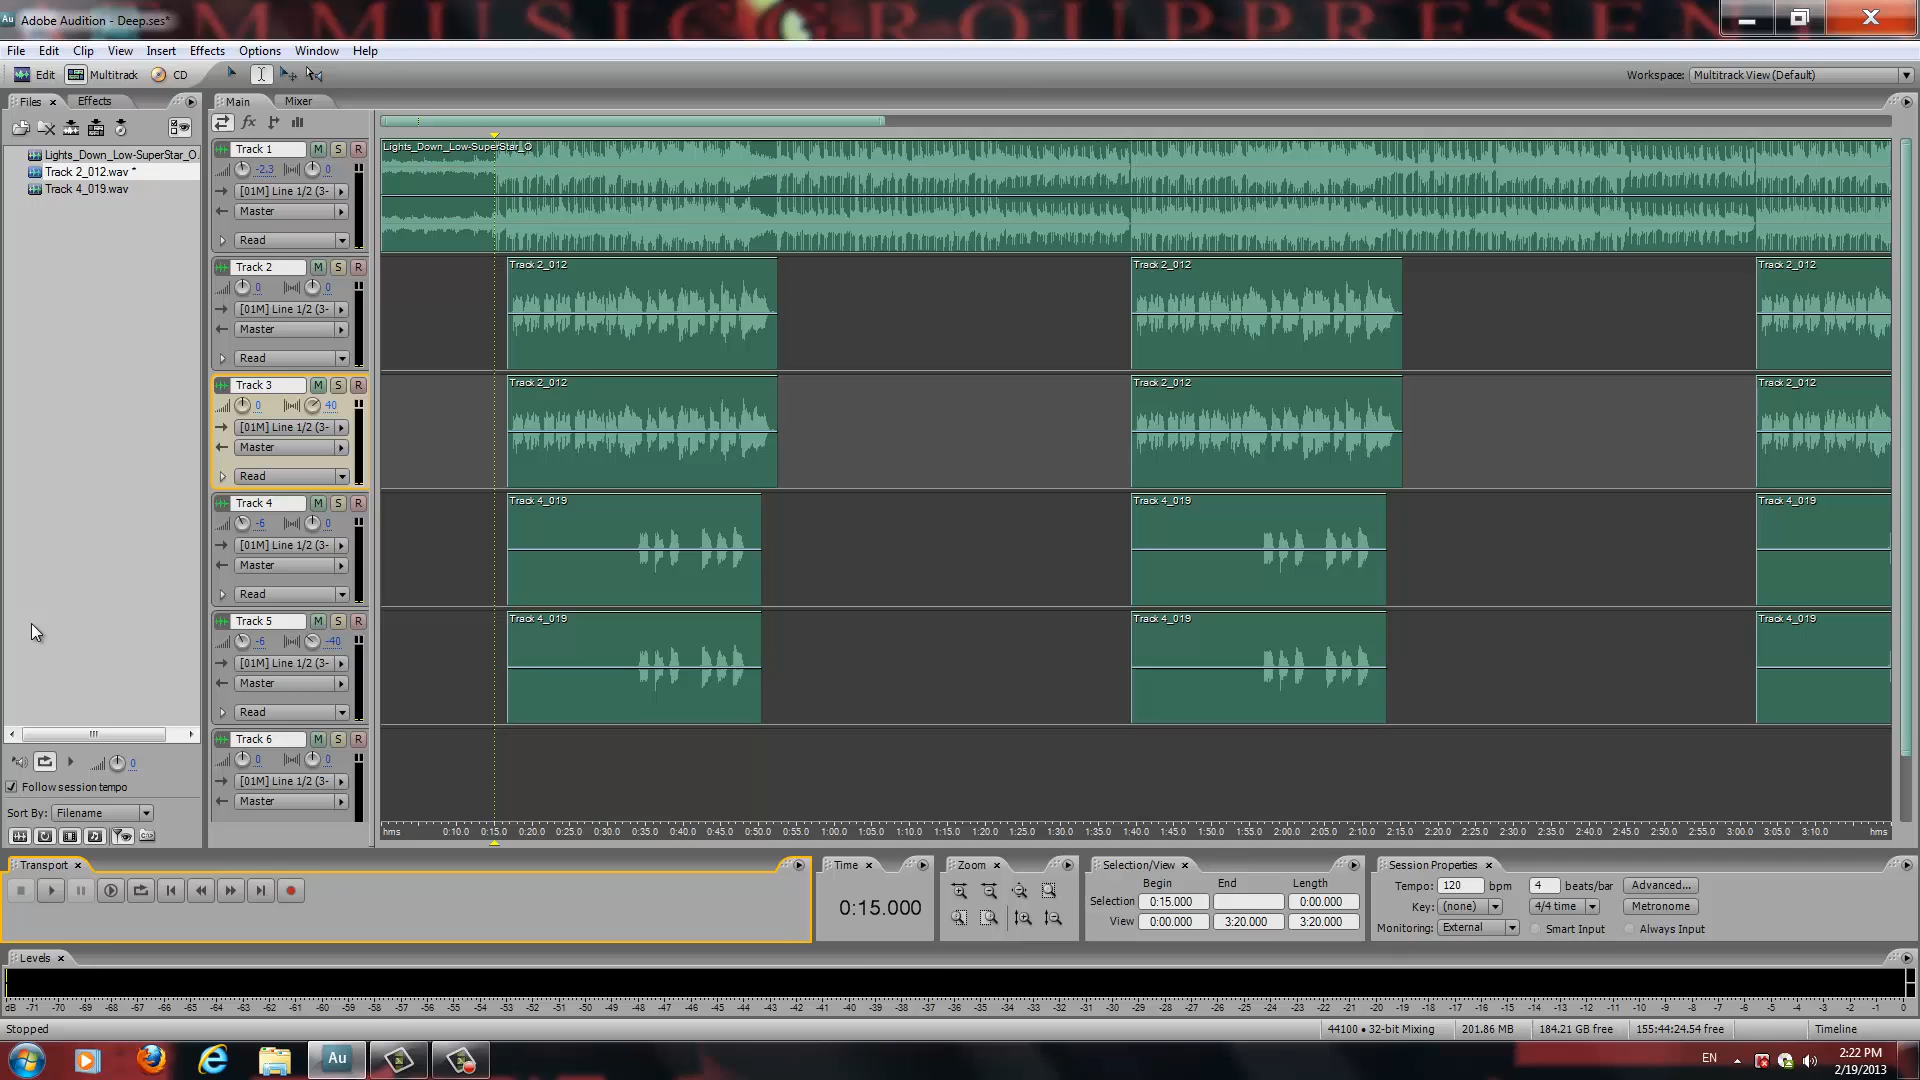 MMUSICGROUPPRESEN
Au Adobe Audition - Deep.ses*
File Edit Clip View Insert Effects Options Window Help
Edit Multitrack CD
Workspace: Multitrack View (Default)
Files × Effects
Main Mixer
Lights_Down_Low-SuperStar_O.
Track 2_012.wav *
Track 4_019.wav
Track 1 M S R
-2.3 0
[01M] Line 1/2 (3-
Master
Read
Lights_Down_Low-SuperStar_O
Track 2 M S R
0 0
[01M] Line 1/2 (3-
Master
Read
Track 2_012 Track 2_012 Track 2_012
Track 3 M S R
0 40
[01M] Line 1/2 (3-
Master
Read
Track 2_012 Track 2_012 Track 2_012
Track 4 M S R
-6 0
[01M] Line 1/2 (3-
Master
Read
Track 4_019 Track 4_019 Track 4_019
Track 5 M S R
-6 -40
[01M] Line 1/2 (3-
Master
Read
Track 4_019 Track 4_019 Track 4_019
Track 6 M S R
0 0
[01M] Line 1/2 (3-
Master
0
Follow session tempo
Sort By: Filename
hms 0:10.0 0:15.0 0:20.0 0:25.0 0:30.0 0:35.0 0:40.0 0:45.0 0:50.0 0:55.0 1:00.0 1:05.0 1:10.0 1:15.0 1:20.0 1:25.0 1:30.0 1:35.0 1:40.0 1:45.0 1:50.0 1:55.0 2:00.0 2:05.0 2:10.0 2:15.0 2:20.0 2:25.0 2:30.0 2:35.0 2:40.0 2:45.0 2:50.0 2:55.0 3:00.0 3:05.0 3:10.0 hms
Transport ×
Time ×
0:15.000
Zoom ×
Selection/View ×
Begin End Length
Selection 0:15.000 0:00.000
View 0:00.000 3:20.000 3:20.000
Session Properties ×
Tempo: 120 bpm 4 beats/bar Advanced...
Key: (none) 4/4 time Metronome
Monitoring: External Smart Input Always Input
Levels ×
dB -71 -70 -69 -68 -67 -66 -65 -64 -63 -62 -61 -60 -59 -58 -57 -56 -55 -54 -53 -52 -51 -50 -49 -48 -47 -46 -45 -44 -43 -42 -41 -40 -39 -38 -37 -36 -35 -34 -33 -32 -31 -30 -29 -28 -27 -26 -25 -24 -23 -22 -21 -20 -19 -18 -17 -16 -15 -14 -13 -12 -11 -10 -9 -8 -7 -6 -5 -4 -3 -2 -1 0
Stopped
44100 • 32-bit Mixing 201.86 MB 184.21 GB free 155:44:24.54 free Timeline
Au
EN
2:22 PM
2/19/2013